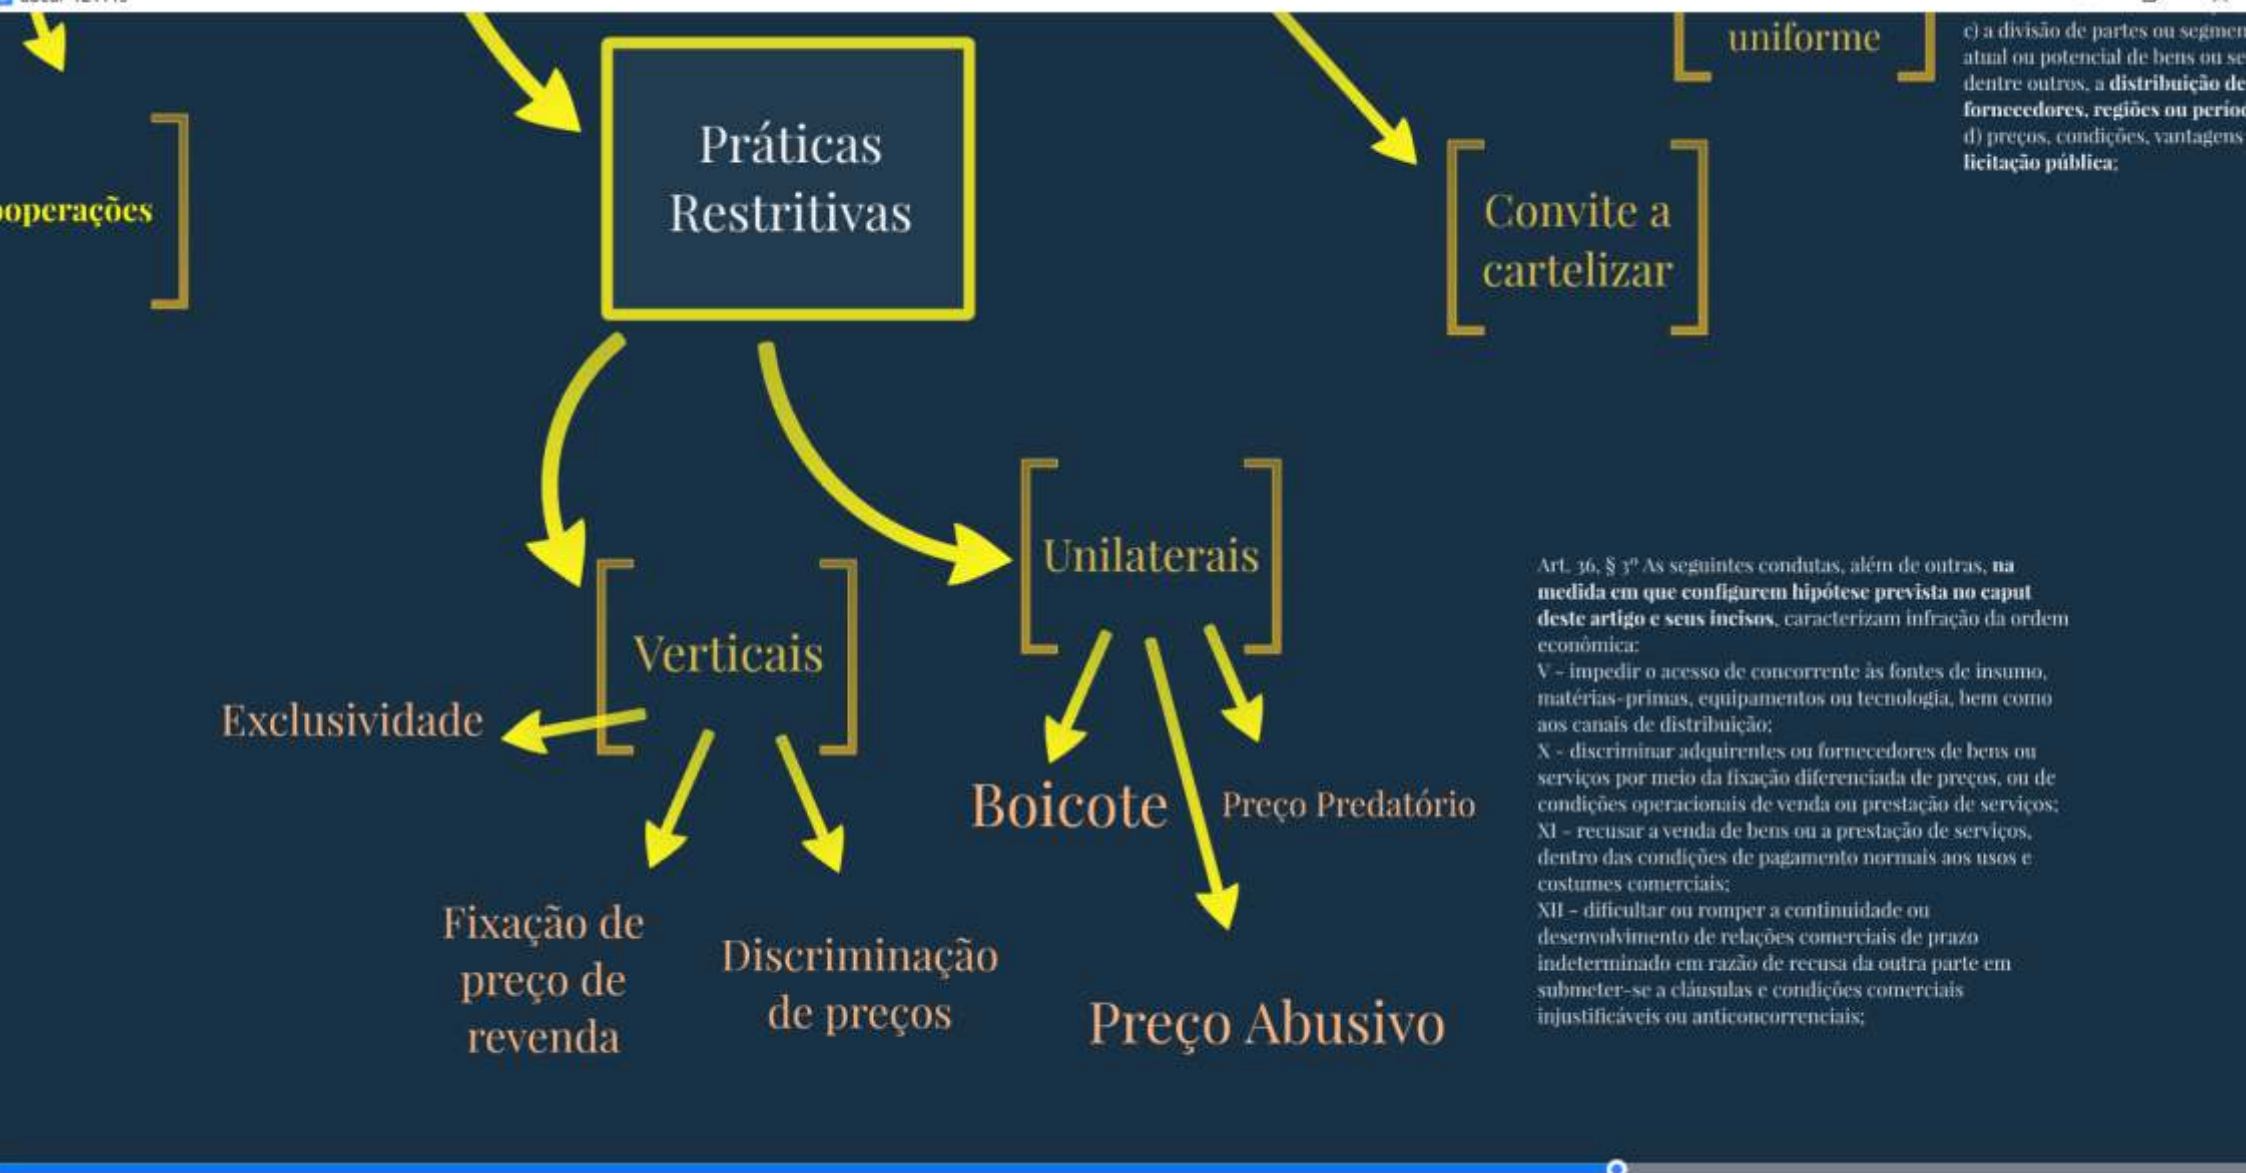 uniforme
c) a divisão de partes ou
atual ou potencial de bens ou
dentre outros, a distribuição de
fornecedores, regiões ou
d) preços, condições, vantagens
licitação pública;
Práticas
Restritivas
Convite a
cartelizar
Unilaterais
Verticais
Exclusividade
Boicote
Preço Predatório
Fixação de
preço de
revenda
Discriminação
de preços
Preço Abusivo
Art. 36, § 3º As seguintes condutas, além de outras, na
medida em que configurem hipótese prevista no caput
deste artigo e seus incisos, caracterizam infração da ordem
econômica:
V - impedir o acesso de concorrente às fontes de insumo,
matérias-primas, equipamentos ou tecnologia, bem como
aos canais de distribuição;
X - discriminar adquirentes ou fornecedores de bens ou
serviços por meio da fixação diferenciada de preços, ou de
condições operacionais de venda ou prestação de serviços;
XI - recusar a venda de bens ou a prestação de serviços,
dentro das condições de pagamento normais aos usos e
costumes comerciais;
XII - dificultar ou romper a continuidade ou
desenvolvimento de relações comerciais de prazo
indeterminado em razão de recusa da outra parte em
submeter-se a cláusulas e condições comerciais
injustificáveis ou anticoncorrenciais;